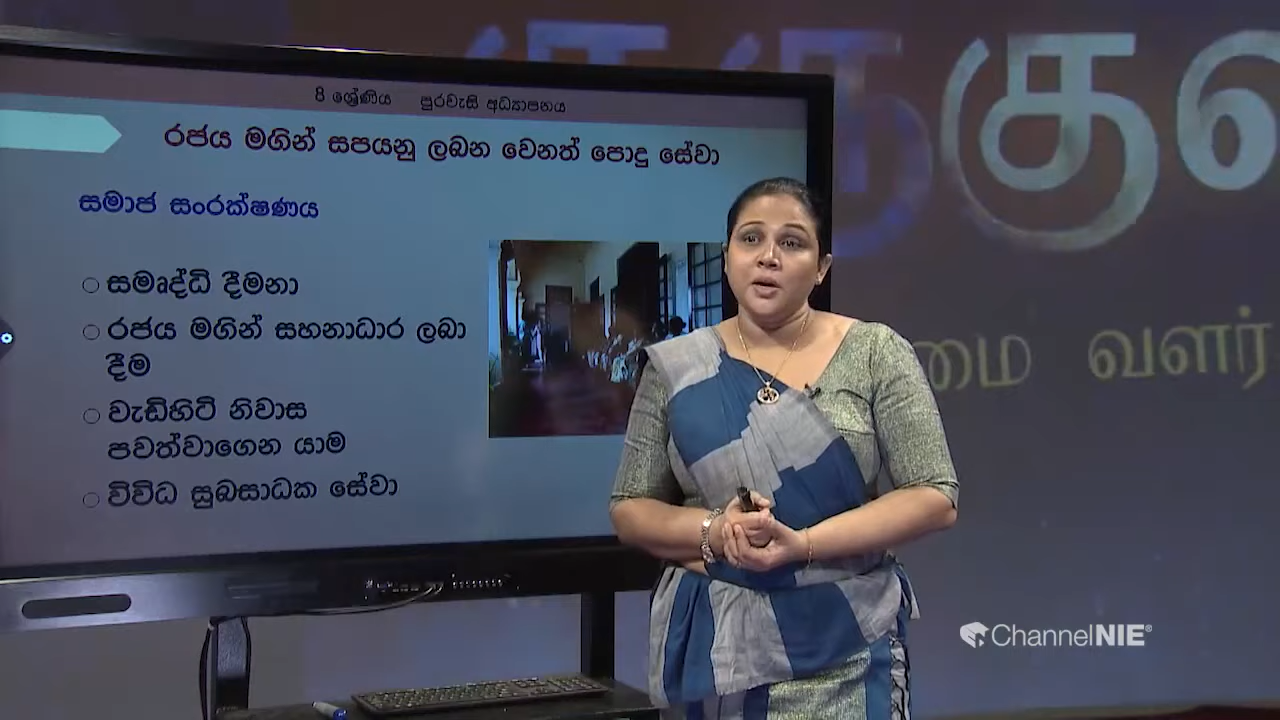 8 ශ්‍රේණිය පුරවැසි අධ්‍යාපනය
රජය මගින් සපයනු ලබන වෙනත් පොදු සේවා
සමාජ සංරක්ෂණය
සමෘද්ධි දීමනා
රජය මගින් සහනාධාර ලබා
දීම
වැඩිහිටි නිවාස
පවත්වාගෙන යාම
විවිධ සුබසාධක සේවා
வளர்
ChannelNIE®